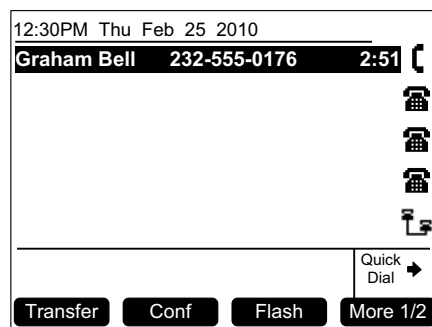 12:30PM Thu Feb 25 2010
Graham Bell 232-555-0176 2:51
Quick
Dial
Transfer Conf Flash More 1/2